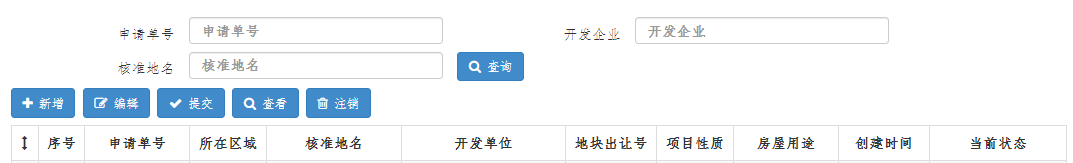 申请单号 申请单号 开发企业 开发企业
核准地名 核准地名 查询
新增 编辑 提交 查看 注销
序号 申请单号 所在区域 核准地名 开发单位 地块出让号 项目性质 房屋用途 创建时间 当前状态